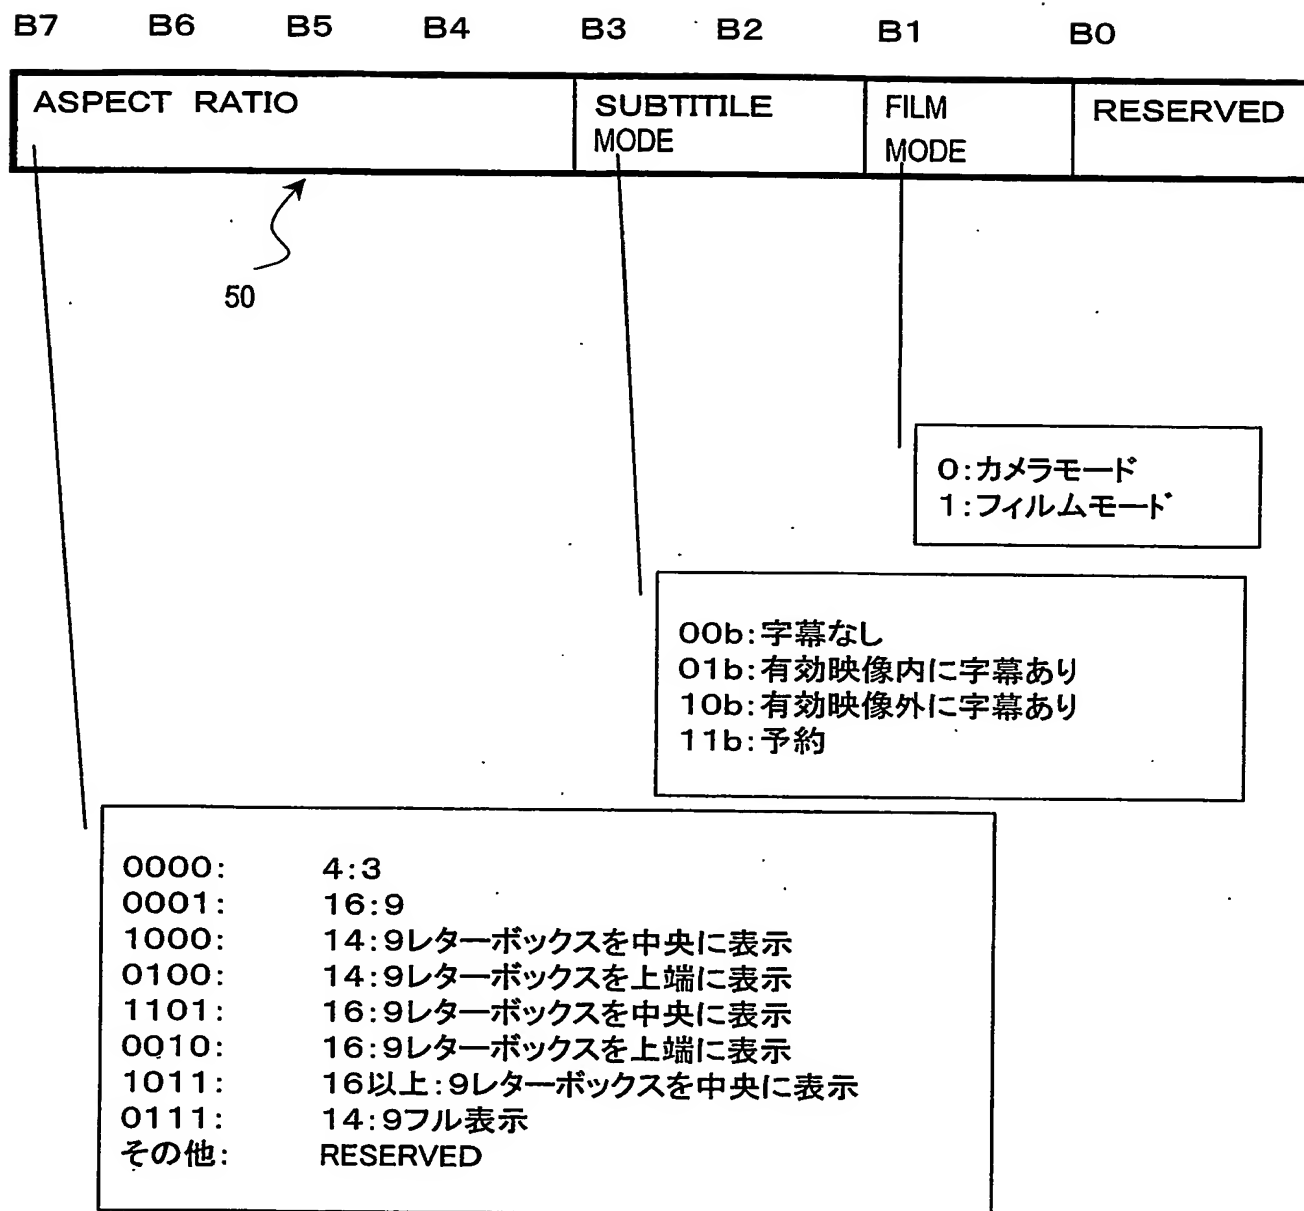 B7 B6 B5 B4 B3 B2 B1 B0
ASPECT RATIO
SUBTITILE
MODE
FILM
MODE
RESERVED
50
0:カメラモード
1:フィルムモード
00b:字幕なし
01b:有効映像内に字幕あり
10b:有効映像外に字幕あり
11b:予約
0000: 4:3
0001: 16:9
1000: 14:9レターボックスを中央に表示
0100: 14:9レターボックスを上端に表示
1101: 16:9レターボックスを中央に表示
0010: 16:9レターボックスを上端に表示
1011: 16以上:9レターボックスを中央に表示
0111: 14:9フル表示
その他: RESERVED